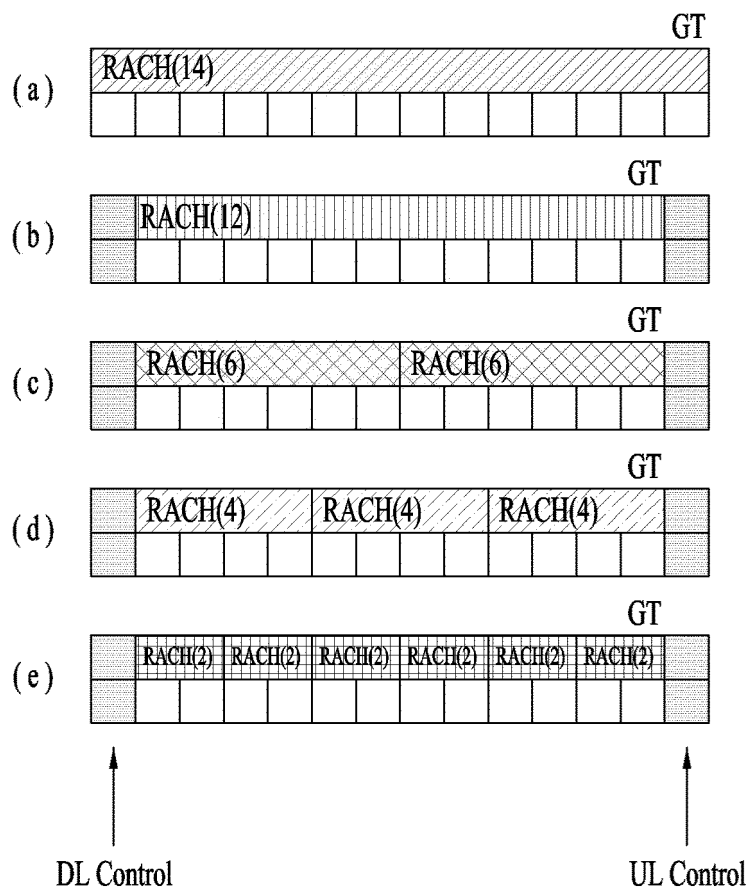 GT
(a) RACH(14)
GT
(b) RACH(12)
GT
(c) RACH(6) RACH(6)
GT
(d) RACH(4) RACH(4) RACH(4)
GT
(e) RACH(2) RACH(2) RACH(2) RACH(2) RACH(2) RACH(2)
DL Control UL Control